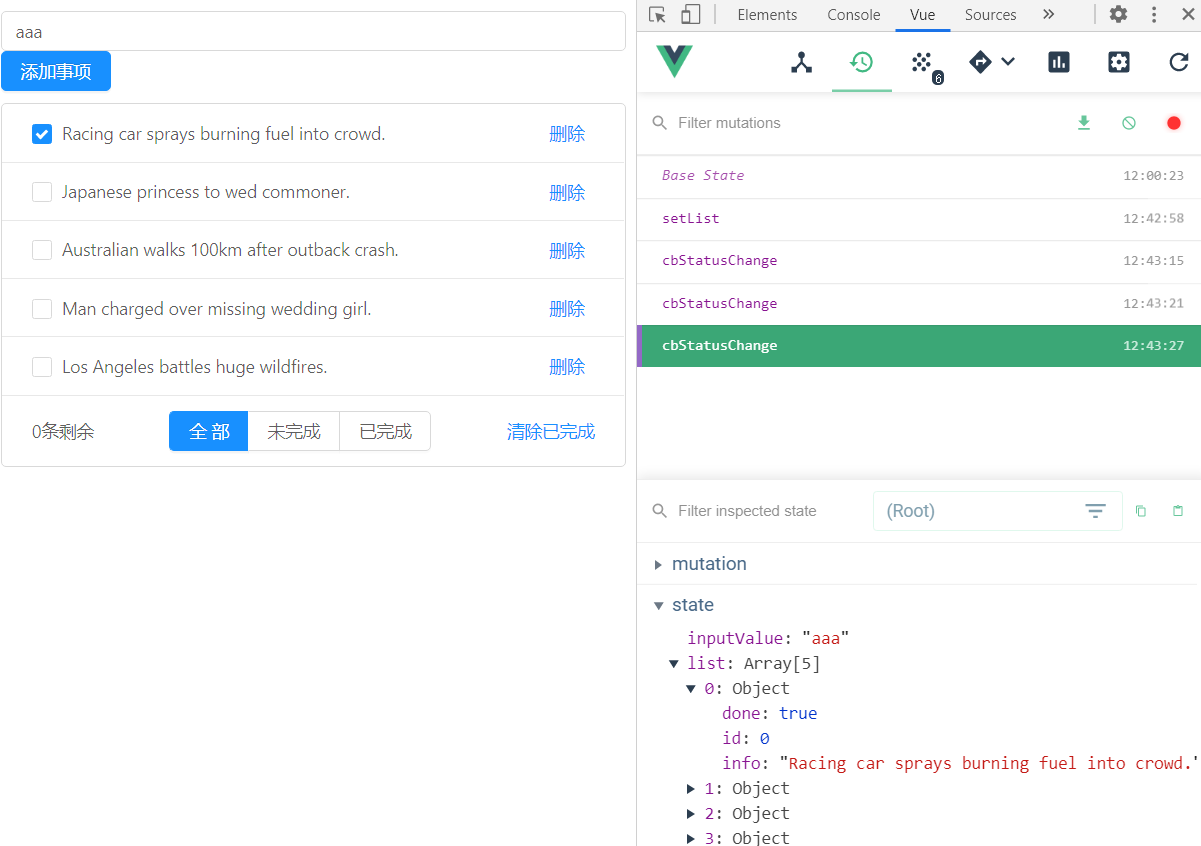 aaa
添加事项
Racing car sprays burning fuel into crowd. 删除
Japanese princess to wed commoner. 删除
Australian walks 100km after outback crash. 删除
Man charged over missing wedding girl. 删除
Los Angeles battles huge wildfires. 删除
0条剩余 全 部 未完成 已完成 清除已完成
Elements Console Vue Sources »
6
Filter mutations
Base State 12:00:23
setList 12:42:58
cbStatusChange 12:43:15
cbStatusChange 12:43:21
cbStatusChange 12:43:27
Filter inspected state (Root)
mutation
state
inputValue: "aaa"
list: Array[5]
0: Object
done: true
id: 0
info: "Racing car sprays burning fuel into crowd."
1: Object
2: Object
3: Object